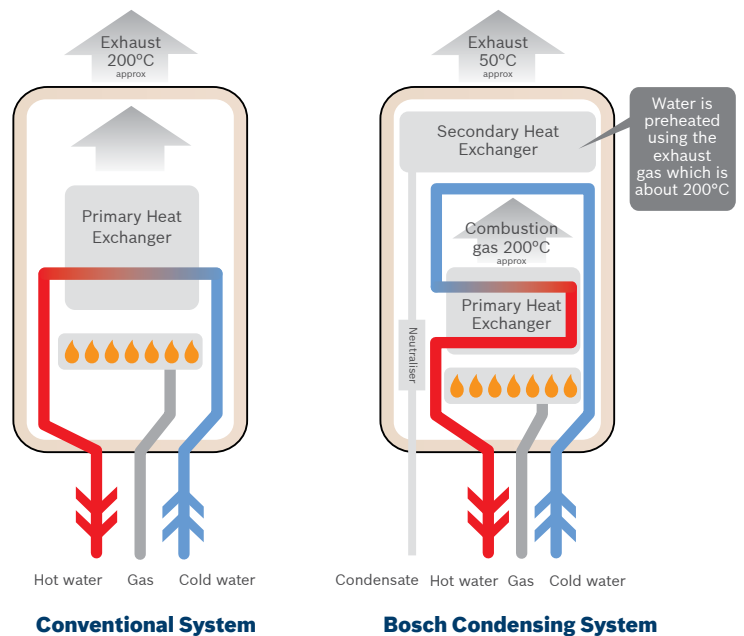 Exhaust
200°C
approx
Primary Heat
Exchanger
Hot water
Gas
Cold water
Conventional System
Exhaust
50°C
approx
Secondary Heat
Exchanger
Water is
preheated
using the
exhaust
gas which is
about 200°C
Combustion
gas 200°C
approx
Primary Heat
Exchanger
Neutraliser
Condensate
Hot water
Gas
Cold water
Bosch Condensing System